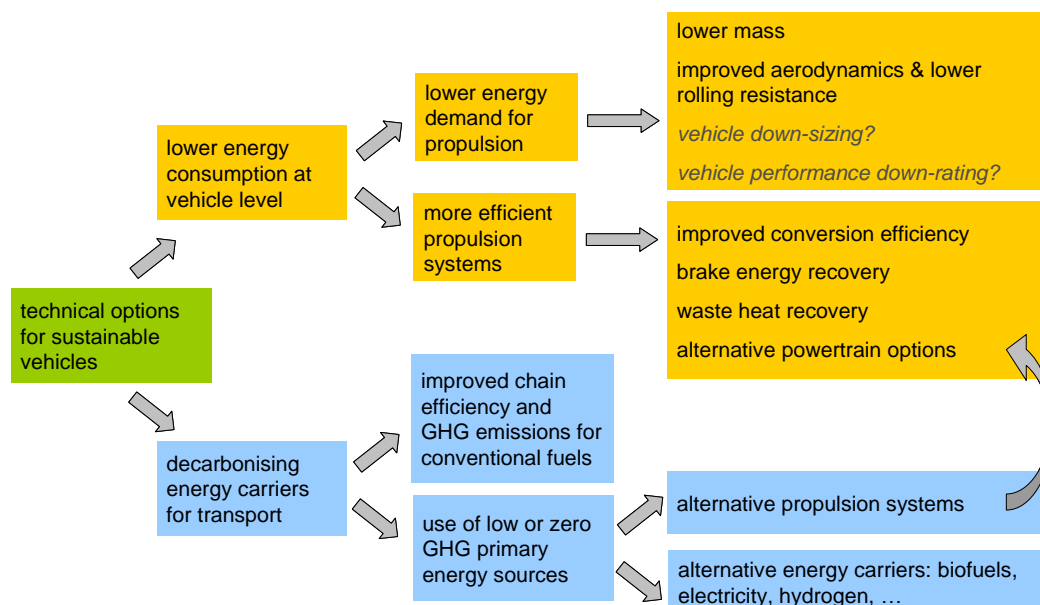 technical options
for sustainable
vehicles
lower energy
consumption at
vehicle level
lower energy
demand for
propulsion
lower mass
improved aerodynamics & lower
rolling resistance
vehicle down-sizing?
vehicle performance down-rating?
more efficient
propulsion
systems
improved conversion efficiency
brake energy recovery
waste heat recovery
alternative powertrain options
decarbonising
energy carriers
for transport
improved chain
efficiency and
GHG emissions for
conventional fuels
use of low or zero
GHG primary
energy sources
alternative propulsion systems
alternative energy carriers: biofuels,
electricity, hydrogen, …